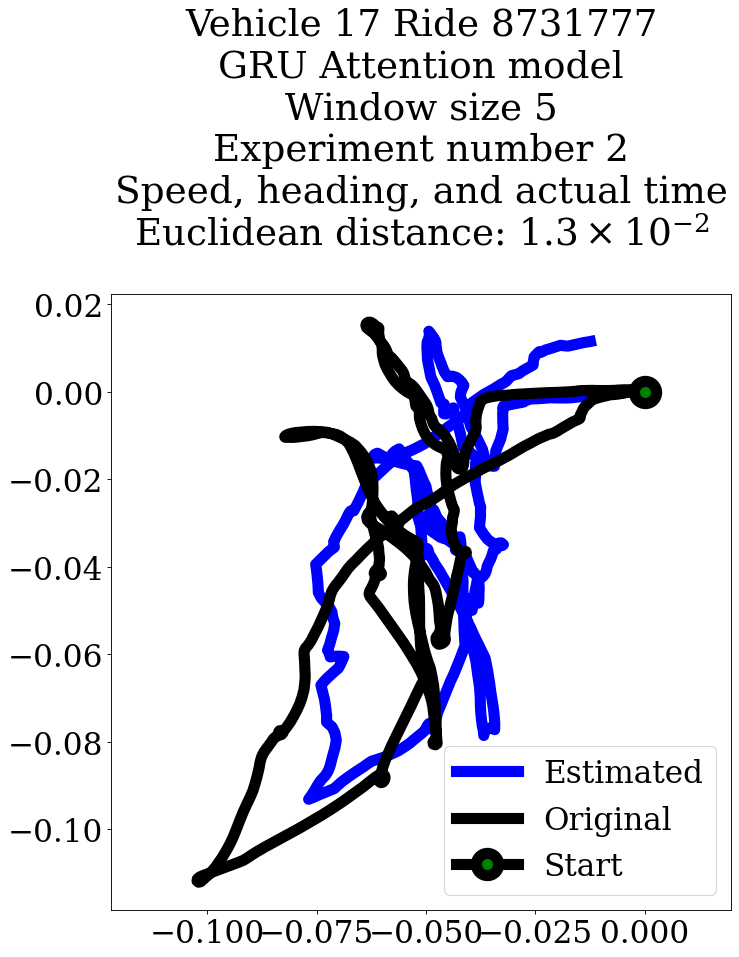 Vehicle 17 Ride 8731777
GRU Attention model
Window size 5
Experiment number 2
Speed, heading, and actual time
Euclidean distance: 1.3 × 10⁻²
0.02
0.00
−0.02
−0.04
−0.06
−0.08
−0.10
Estimated
Original
Start
−0.100 −0.075 −0.050 −0.025 0.000